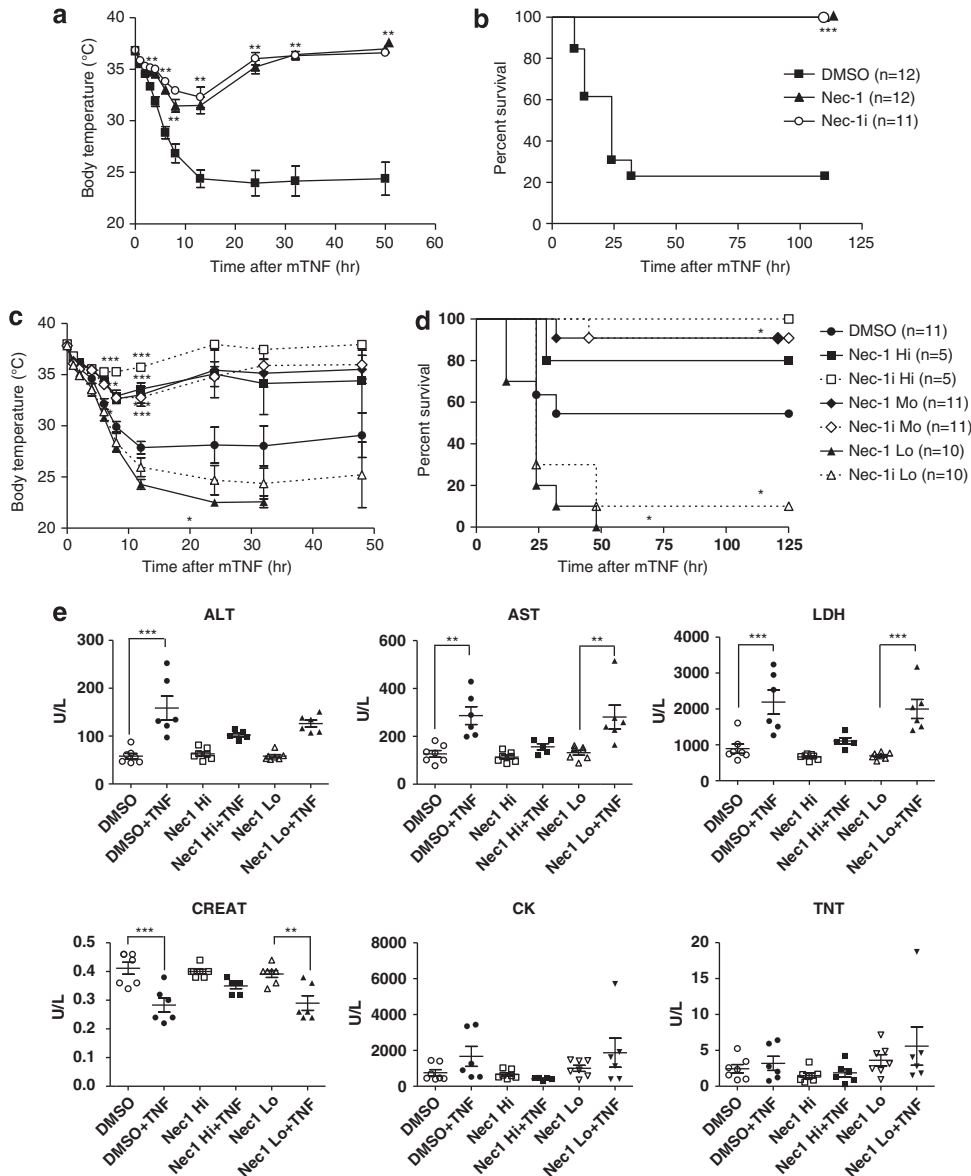 a
Body temperature (°C)
40
35
30
25
20
** ** ** ** ** ** **
0 10 20 30 40 50 60
Time after mTNF (hr)
b
Percent survival
100
80
60
40
20
0
***
DMSO (n=12)
Nec-1 (n=12)
Nec-1i (n=11)
0 25 50 75 100 125
Time after mTNF (hr)
c
Body temperature (°C)
40
35
30
25
20
*** ***
*** 
***
*
0 10 20 30 40 50
Time after mTNF (hr)
d
Percent survival
100
80
60
40
20
0
*
*
*
0 25 50 75 100 125
Time after mTNF (hr)
DMSO (n=11)
Nec-1 Hi (n=5)
Nec-1i Hi (n=5)
Nec-1 Mo (n=11)
Nec-1i Mo (n=11)
Nec-1 Lo (n=10)
Nec-1i Lo (n=10)
e
ALT
U/L
300
200
100
0
***
DMSO
DMSO+TNF
Nec1 Hi
Nec1 Hi+TNF
Nec1 Lo
Nec1 Lo+TNF
AST
U/L
600
400
200
0
** **
DMSO
DMSO+TNF
Nec1 Hi
Nec1 Hi+TNF
Nec1 Lo
Nec1 Lo+TNF
LDH
U/L
4000
3000
2000
1000
0
*** ***
DMSO
DMSO+TNF
Nec1 Hi
Nec1 Hi+TNF
Nec1 Lo
Nec1 Lo+TNF
CREAT
U/L
0.5
0.4
0.3
0.2
0.1
0.0
*** **
DMSO
DMSO+TNF
Nec1 Hi
Nec1 Hi+TNF
Nec1 Lo
Nec1 Lo+TNF
CK
U/L
8000
6000
4000
2000
0
DMSO
DMSO+TNF
Nec1 Hi
Nec1 Hi+TNF
Nec1 Lo
Nec1 Lo+TNF
TNT
U/L
20
15
10
5
0
DMSO
DMSO+TNF
Nec1 Hi
Nec1 Hi+TNF
Nec1 Lo
Nec1 Lo+TNF